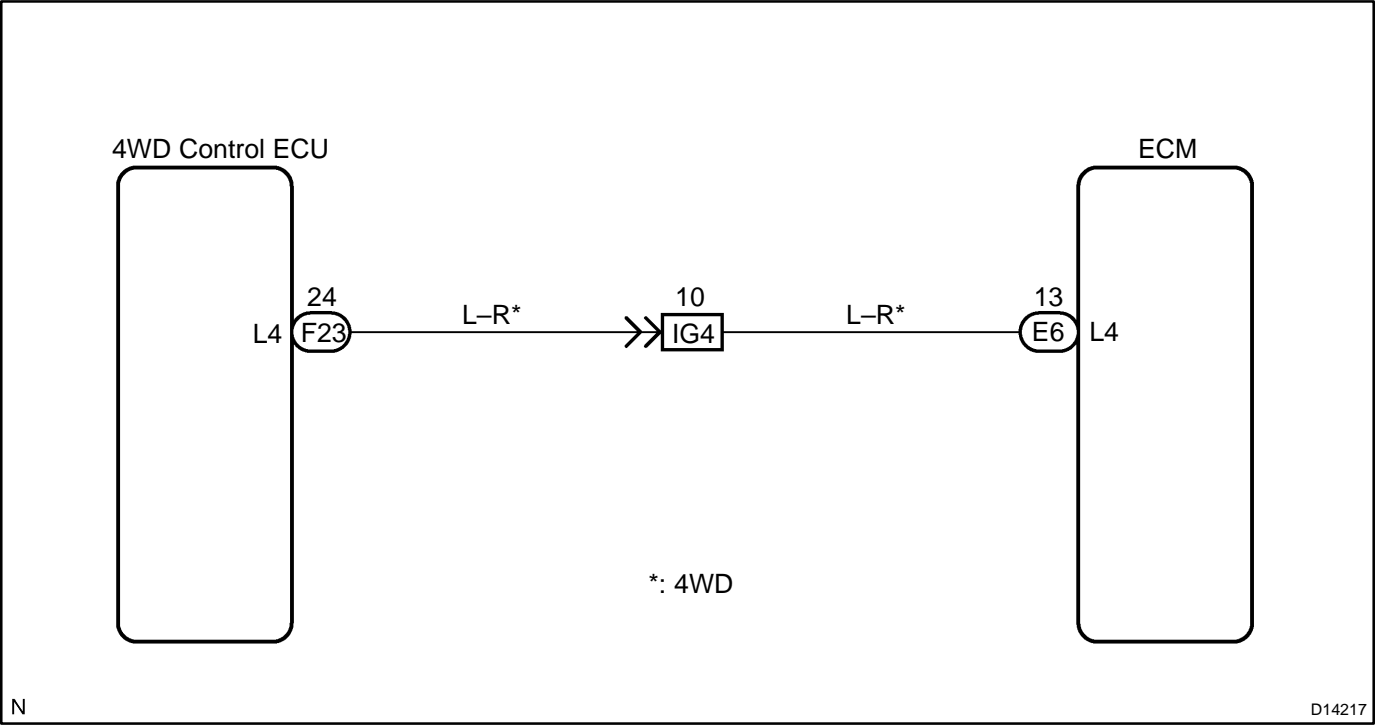 4WD Control ECU
ECM
24
10
13
L–R*
L–R*
L4
F23
IG4
E6
L4
*: 4WD
N
D14217